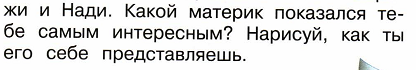 жи и Нади. Какой материк показался те-
бе самым интересным? Нарисуй, как ты
его себе представляешь.